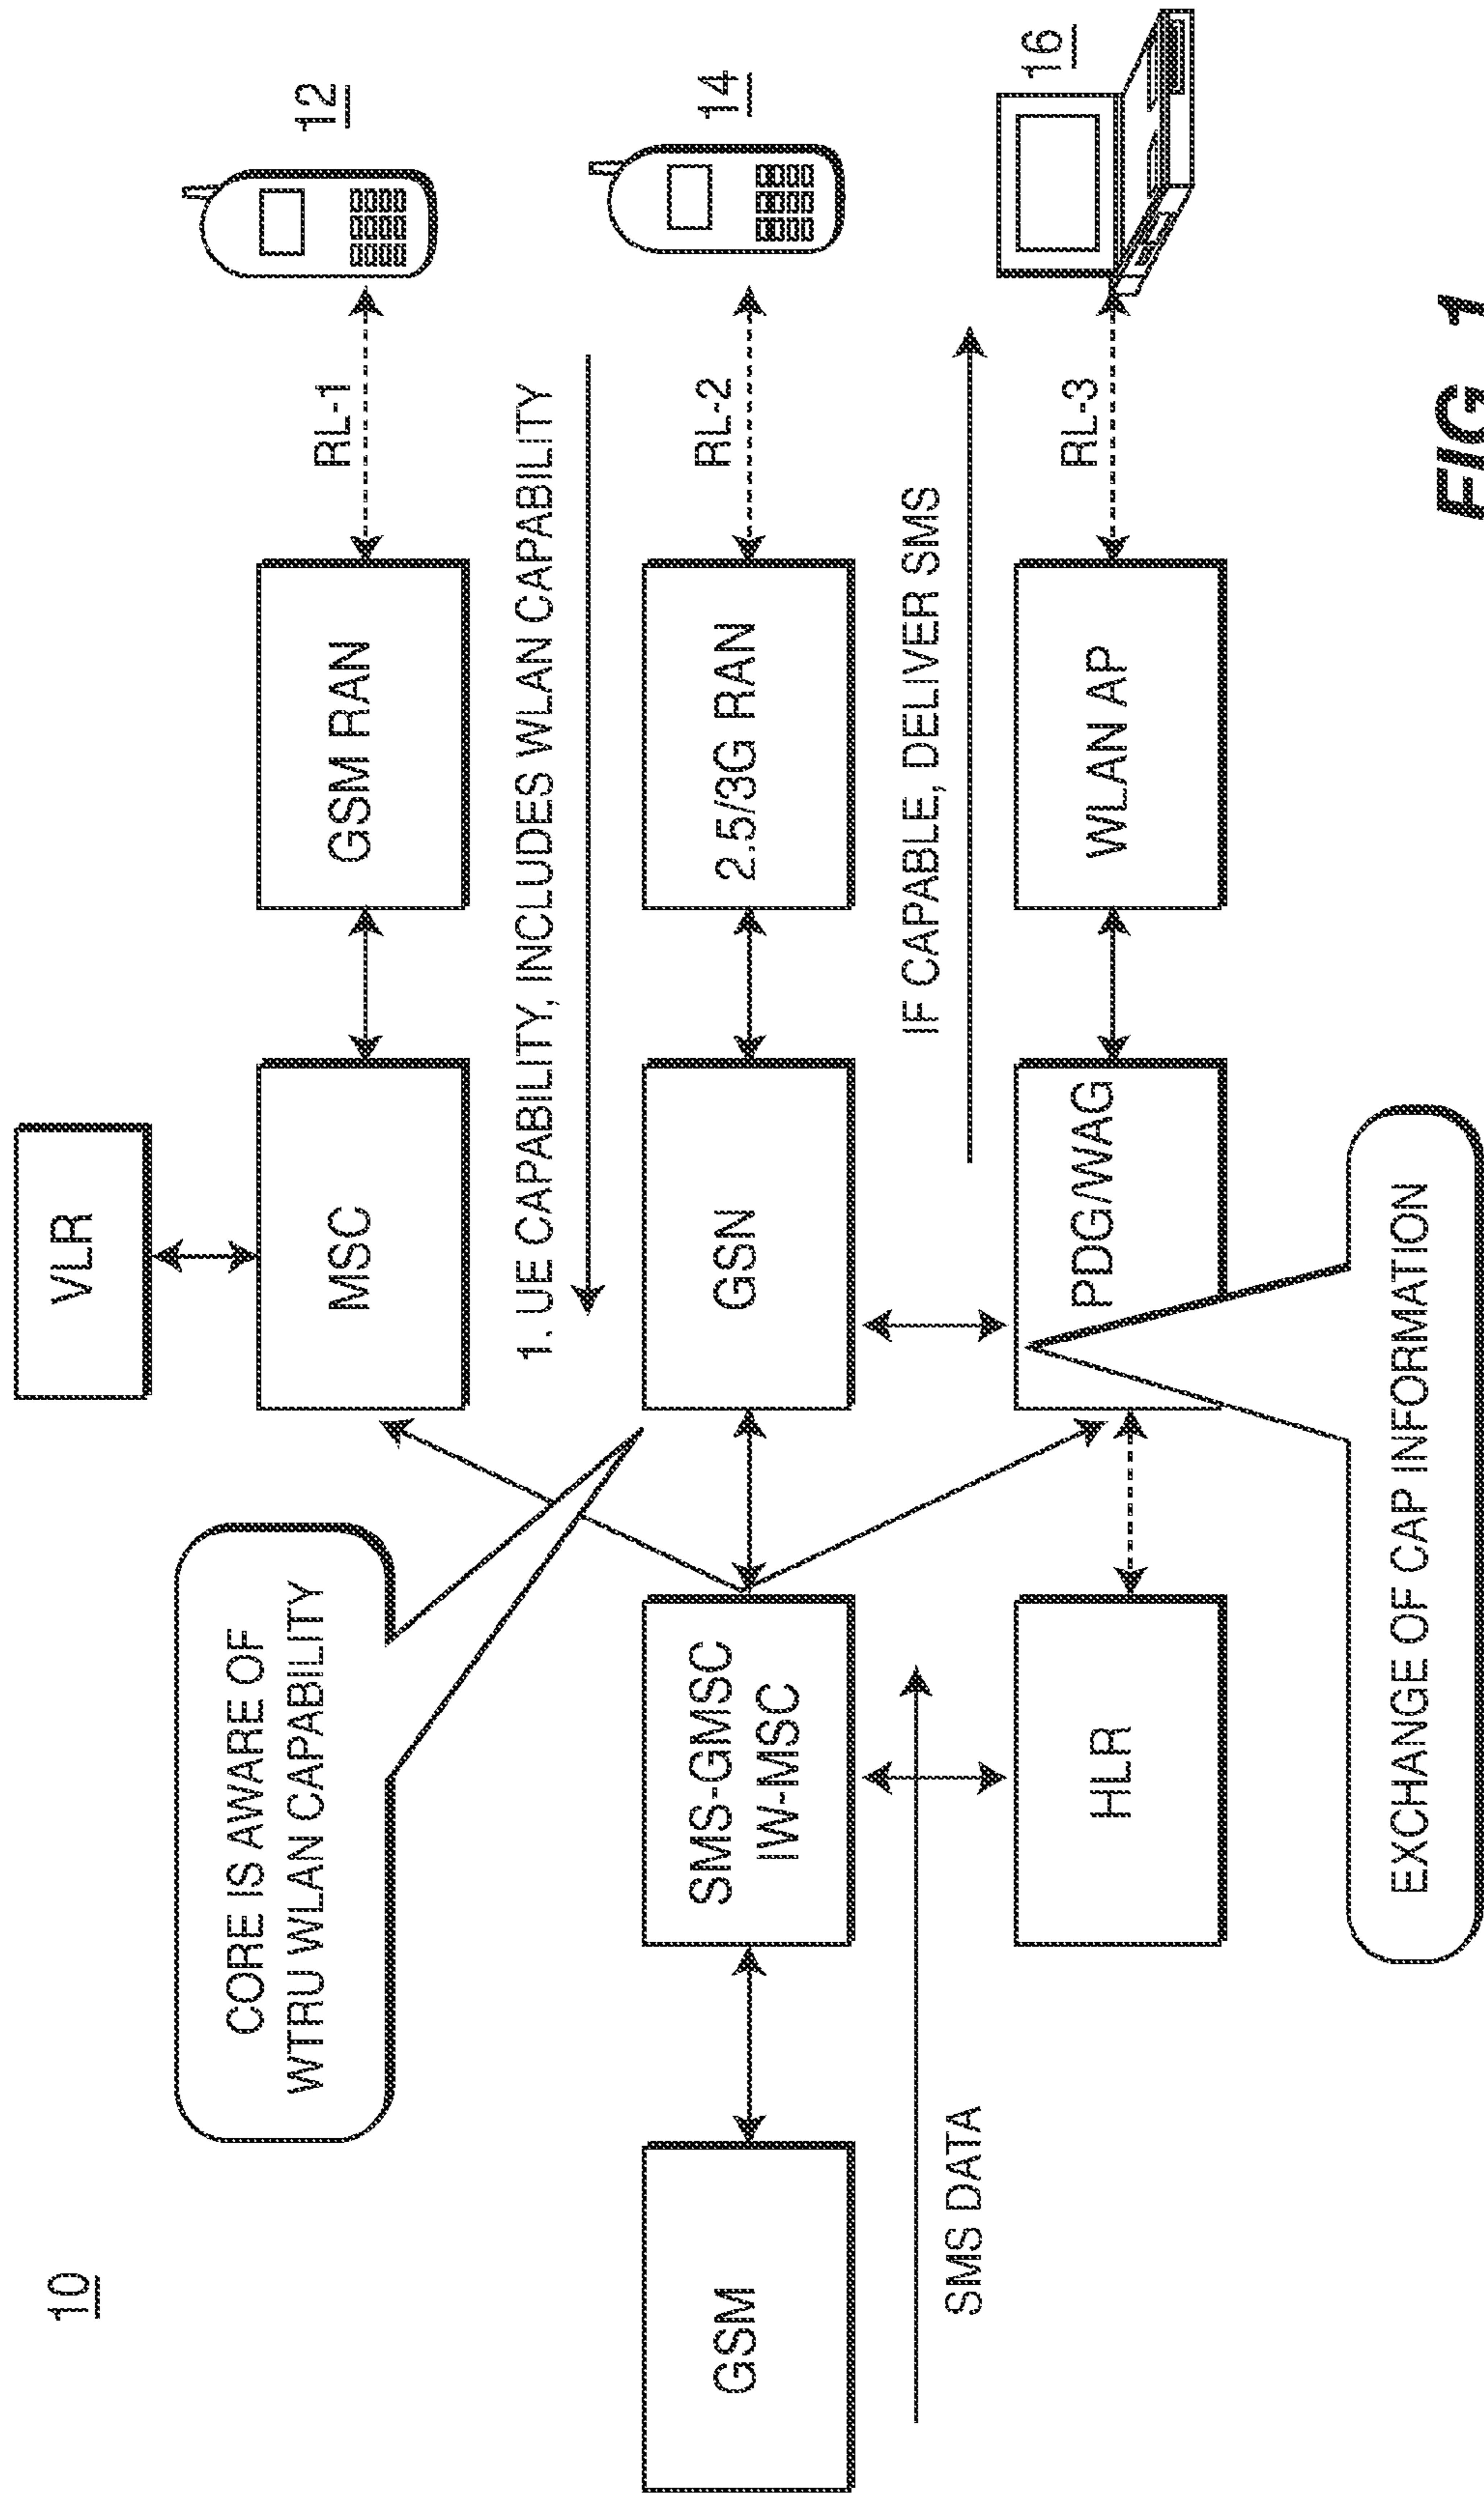 10
VLR
12
CORE IS AWARE OF
WTRU WLAN CAPABILITY
MSC
GSM RAN
RL-1
1. UE CAPABILITY, INCLUDES WLAN CAPABILITY
14
GSM
SMS-GMSC
IW-MSC
GSN
2.5/3G RAN
RL-2
SMS DATA
IF CAPABLE, DELIVER SMS
16
HLR
PDG/WAG
WLAN AP
RL-3
EXCHANGE OF CAP INFORMATION
FIG 1